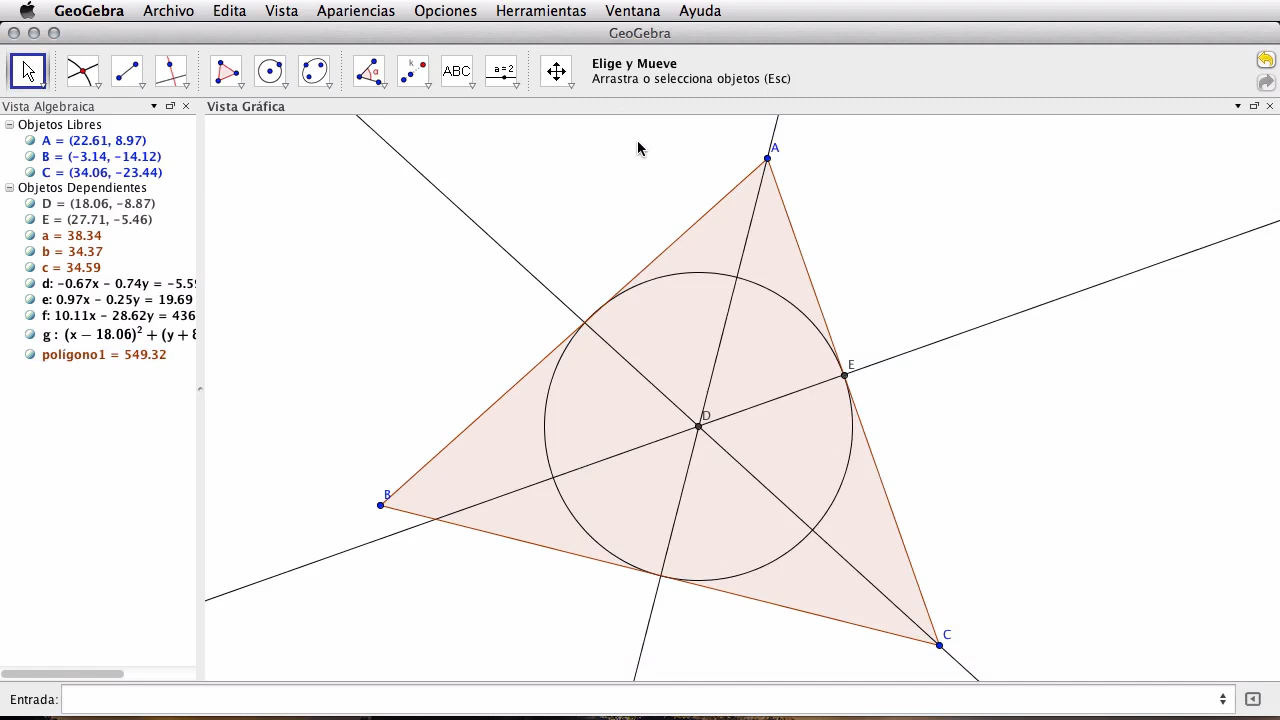 GeoGebra Archivo Edita Vista Apariencias Opciones Herramientas Ventana Ayuda
GeoGebra
k
α
ABC
a=2
Elige y Mueve
Arrastra o selecciona objetos (Esc)
Vista Algebraica
Vista Gráfica
Objetos Libres
A = (22.61, 8.97)
B = (-3.14, -14.12)
C = (34.06, -23.44)
Objetos Dependientes
D = (18.06, -8.87)
E = (27.71, -5.46)
a = 38.34
b = 34.37
c = 34.59
d: -0.67x - 0.74y = -5.5
e: 0.97x - 0.25y = 19.69
f: 10.11x - 28.62y = 436
g : (x − 18.06)² + (y + 8
polígono1 = 549.32
A
E
D
B
C
Entrada: